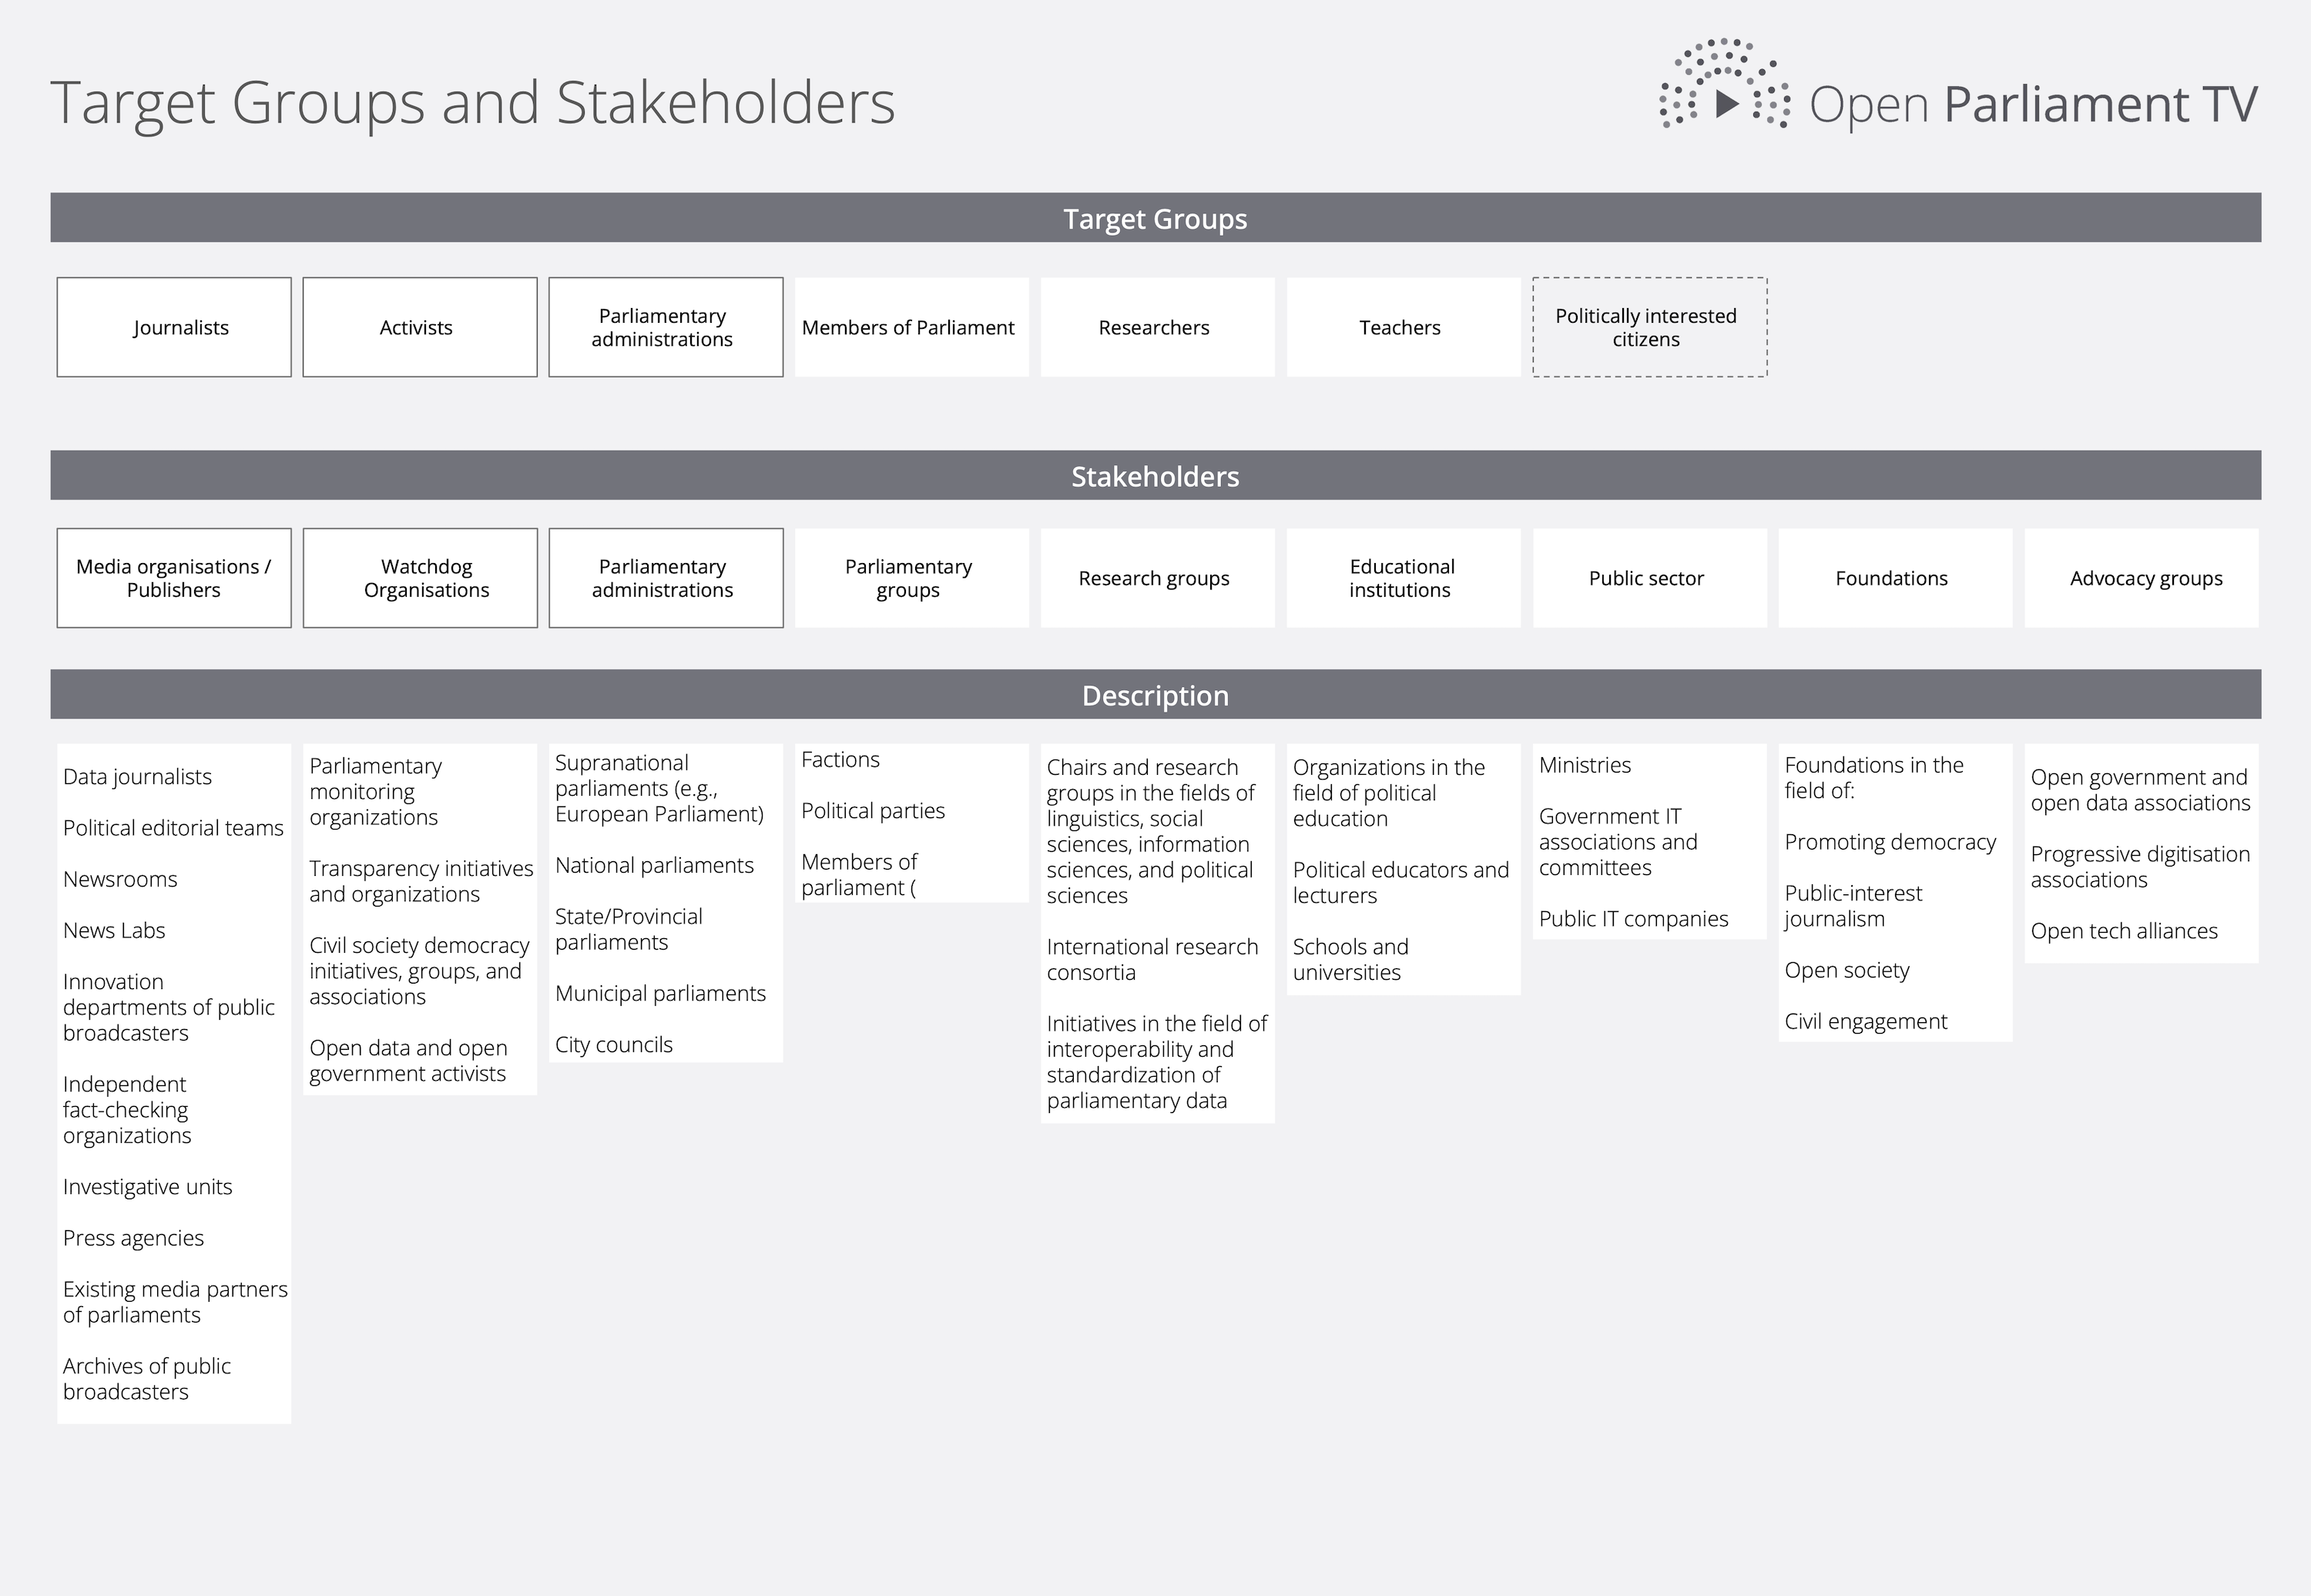 Target Groups and Stakeholders
Open Parliament TV
Target Groups
Journalists
Activists
Parliamentary
administrations
Members of Parliament
Researchers
Teachers
Politically interested
citizens
Stakeholders
Media organisations /
Publishers
Watchdog
Organisations
Parliamentary
administrations
Parliamentary
groups
Research groups
Educational
institutions
Public sector
Foundations
Advocacy groups
Description
Data journalists
Political editorial teams
Newsrooms
News Labs
Innovation
departments of public
broadcasters
Independent
fact-checking
organizations
Investigative units
Press agencies
Existing media partners
of parliaments
Archives of public
broadcasters
Parliamentary
monitoring
organizations
Transparency initiatives
and organizations
Civil society democracy
initiatives, groups, and
associations
Open data and open
government activists
Supranational
parliaments (e.g.,
European Parliament)
National parliaments
State/Provincial
parliaments
Municipal parliaments
City councils
Factions
Political parties
Members of
parliament (
Chairs and research
groups in the fields of
linguistics, social
sciences, information
sciences, and political
sciences
International research
consortia
Initiatives in the field of
interoperability and
standardization of
parliamentary data
Organizations in the
field of political
education
Political educators and
lecturers
Schools and
universities
Ministries
Government IT
associations and
committees
Public IT companies
Foundations in the
field of:
Promoting democracy
Public-interest
journalism
Open society
Civil engagement
Open government and
open data associations
Progressive digitisation
associations
Open tech alliances